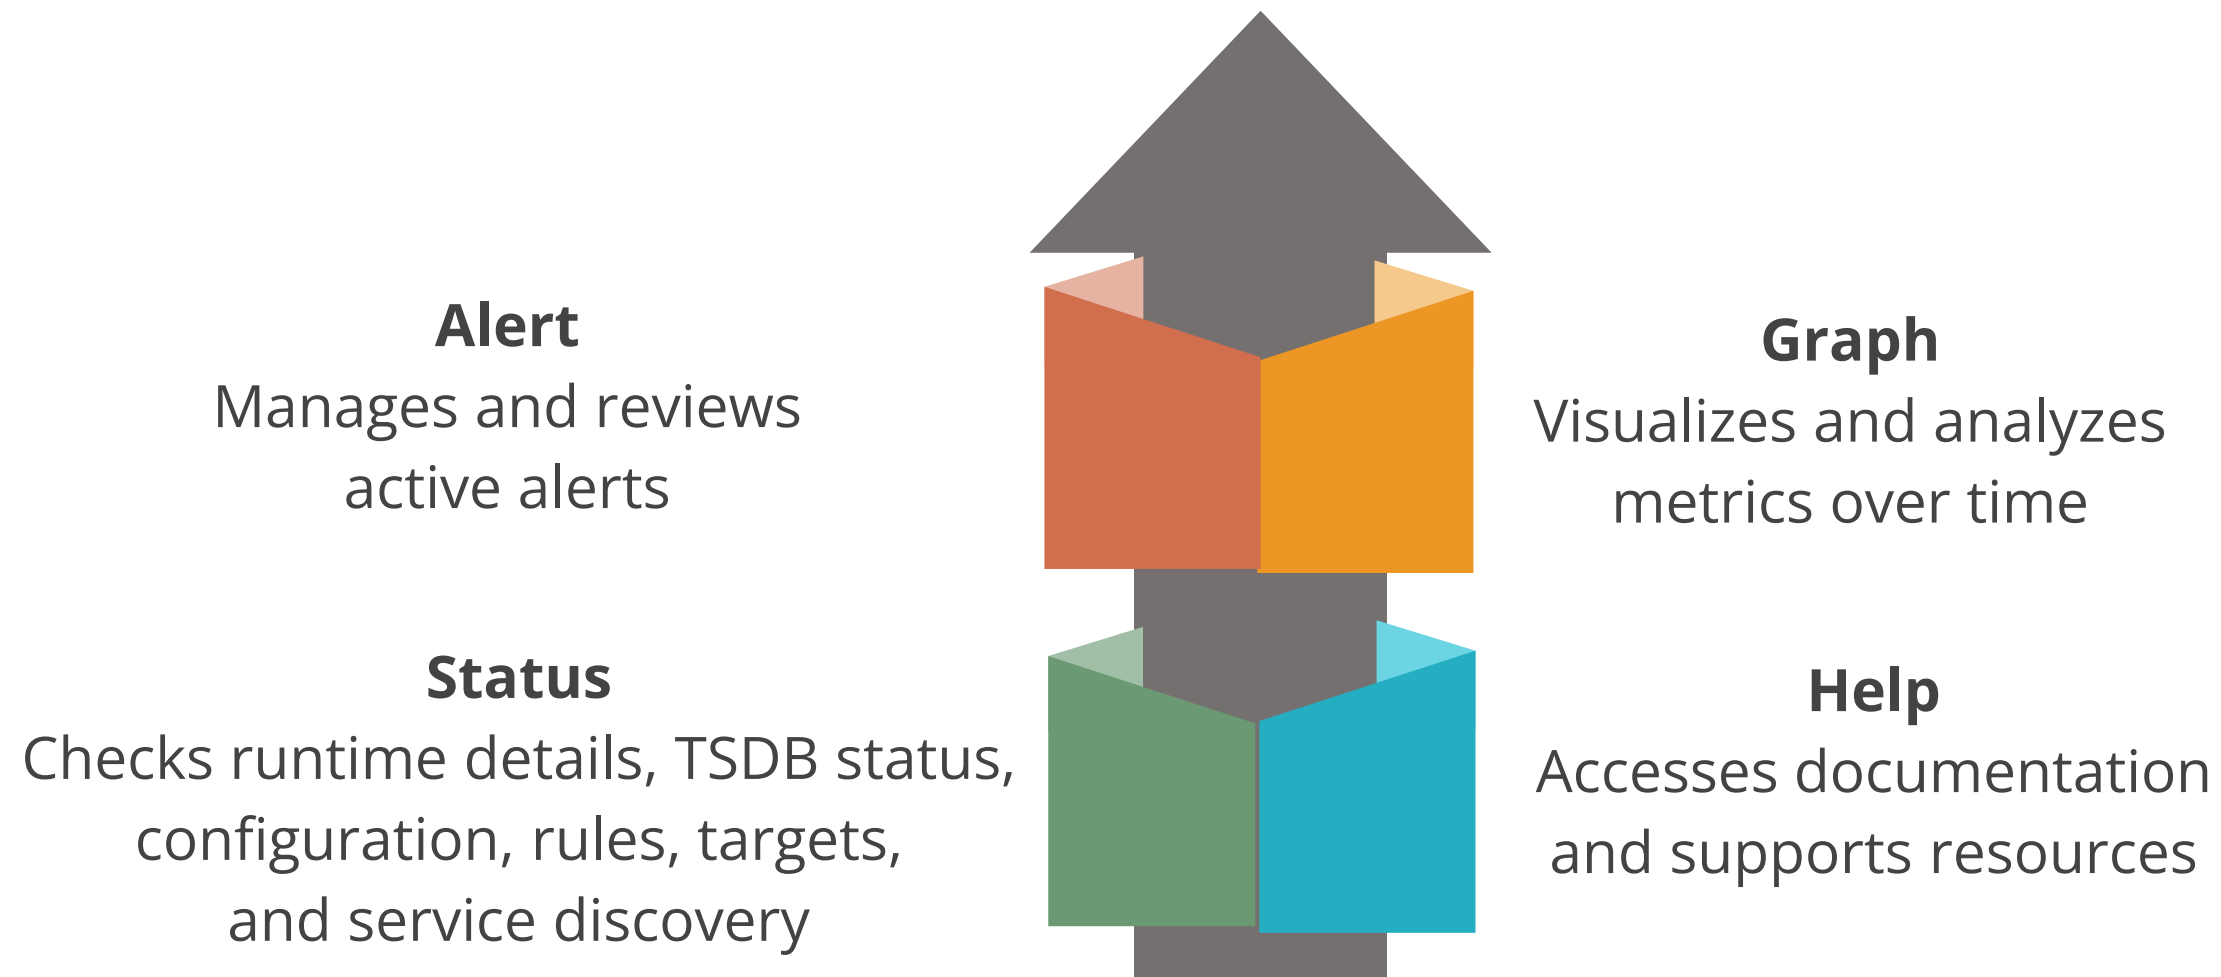 Alert
Manages and reviews
active alerts
Graph
Visualizes and analyzes
metrics over time
Status
Checks runtime details, TSDB status,
configuration, rules, targets,
and service discovery
Help
Accesses documentation
and supports resources